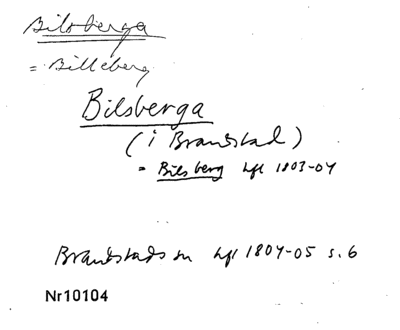 Bilsberga
= Billeberg
Bilsberga
(i Brandstad)
= Bilsberg hfl 1803-04
Brandstads sn hfl 1804-05 s. 6
Nr10104